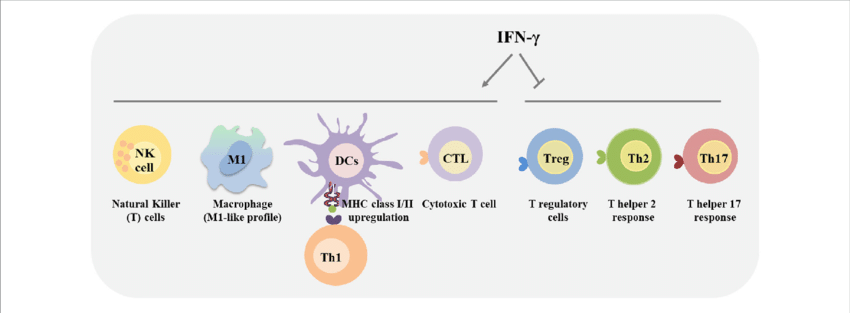 IFN-γ
NK
cell
M1
DCs
CTL
Treg
Th2
Th17
Natural Killer
(T) cells
Macrophage
(M1-like profile)
MHC class I/II
upregulation
Cytotoxic T cell
T regulatory
cells
T helper 2
response
T helper 17
response
Th1